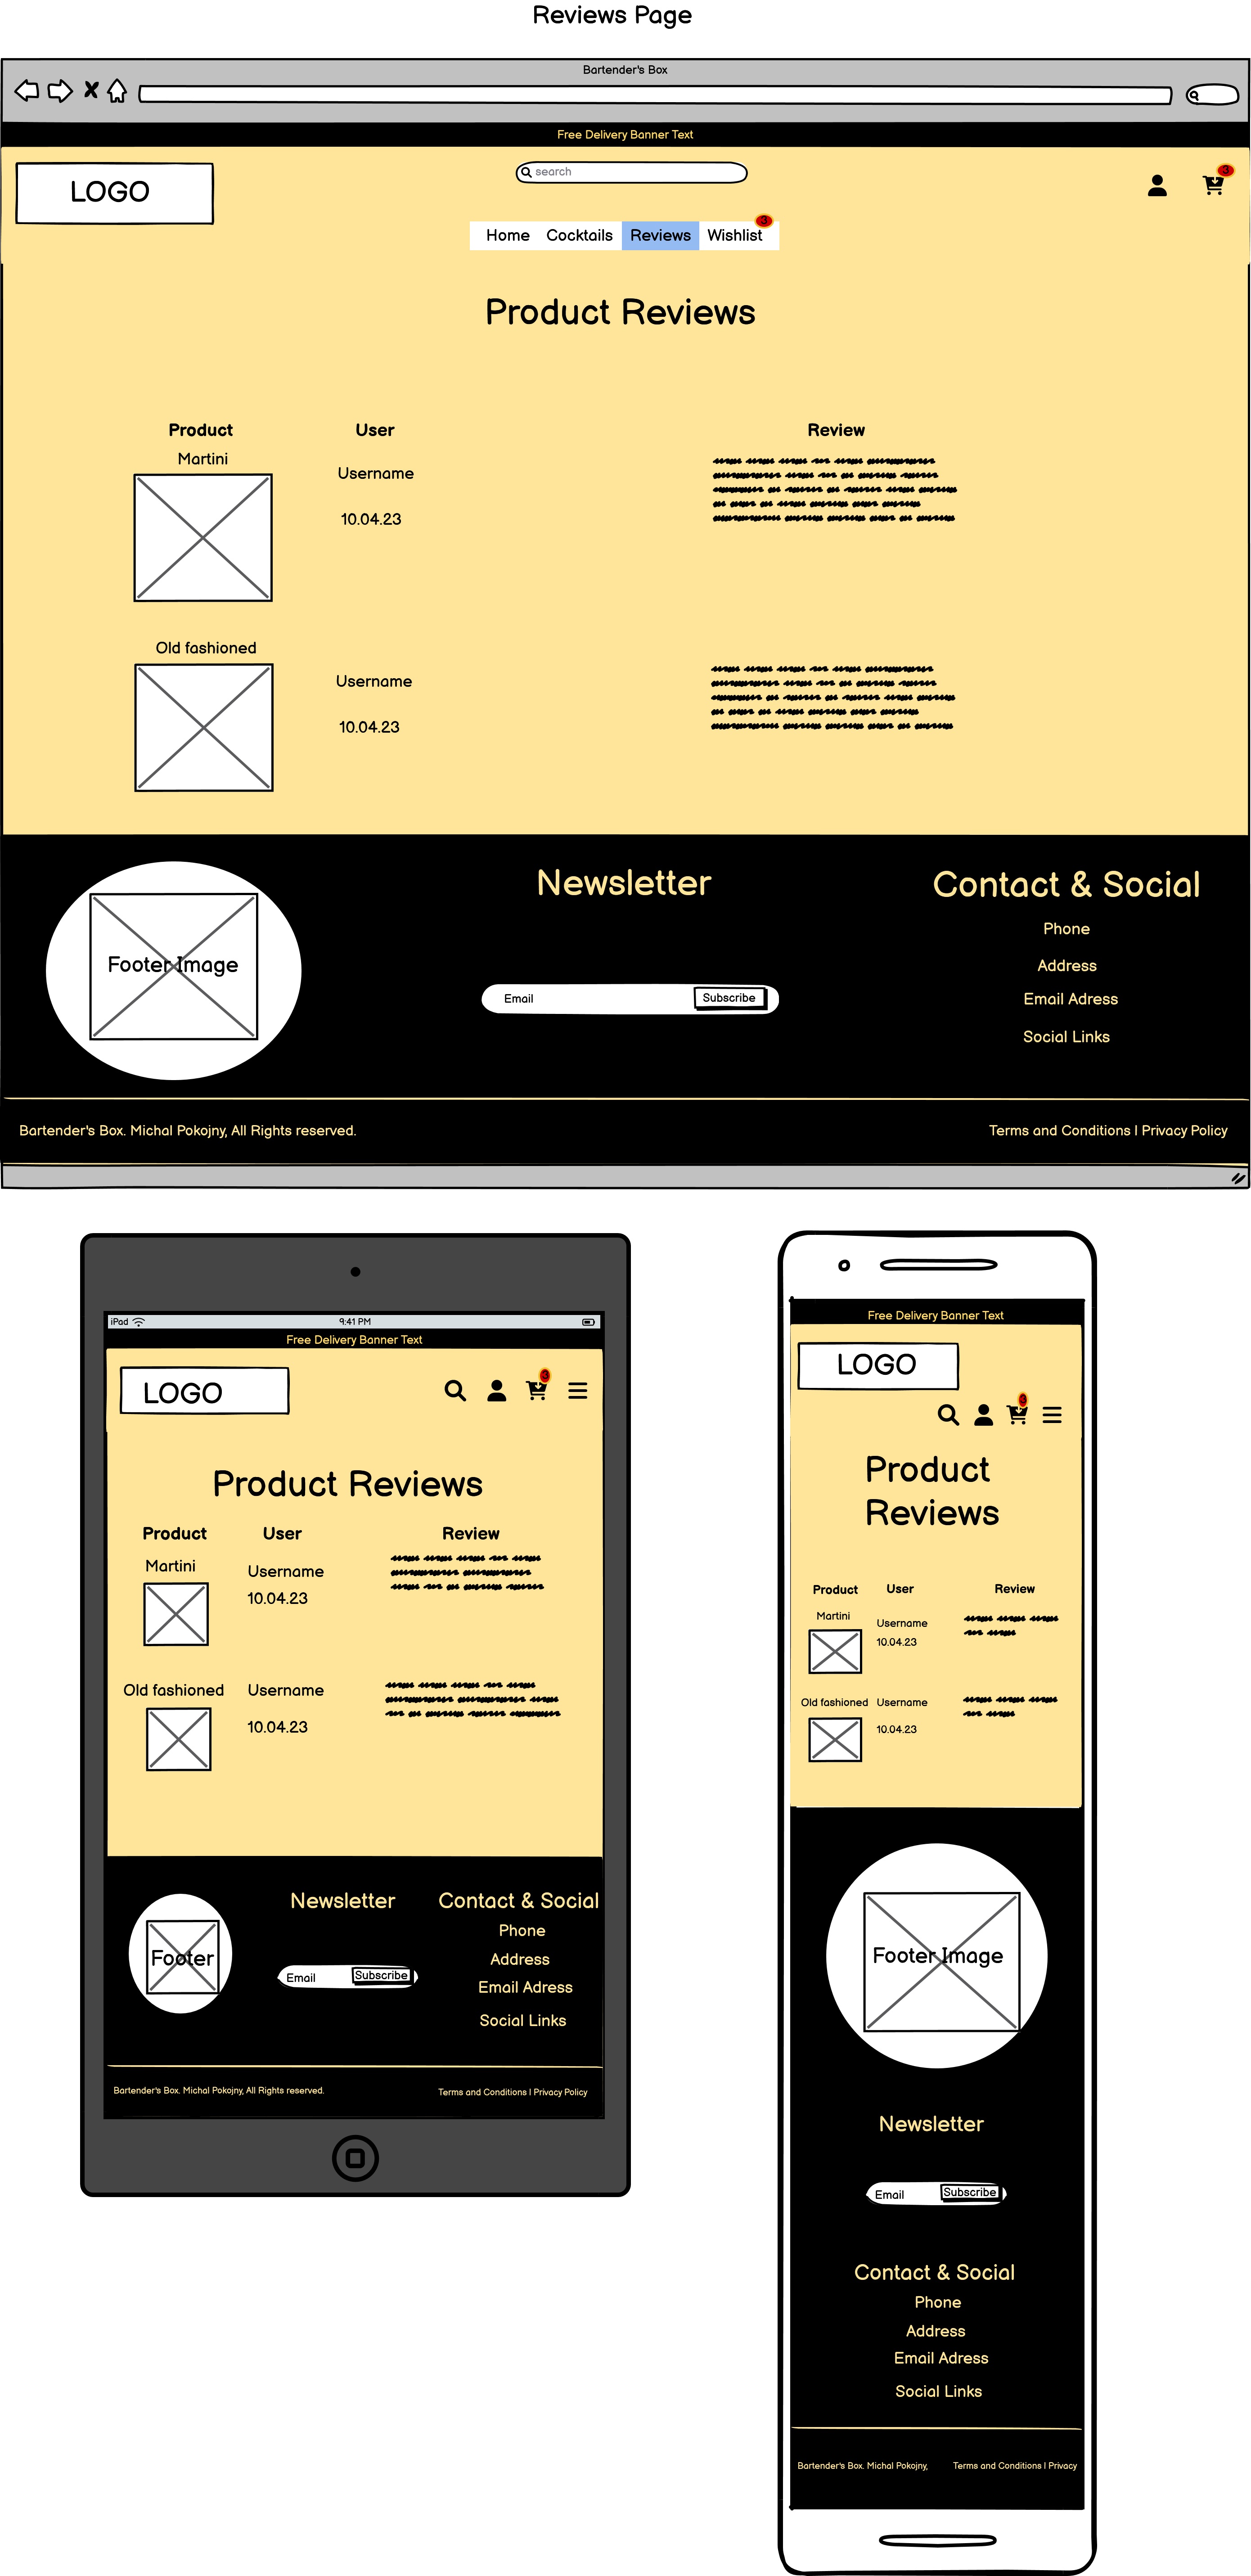 Reviews Page
Bartender's Box
Free Delivery Banner Text
LOGO
search
3
3
Home Cocktails Reviews Wishlist
Product Reviews
Product User Review
Martini
Username
10.04.23
Old fashioned
Username
10.04.23
Footer Image
Newsletter
Email Subscribe
Contact & Social
Phone
Address
Email Adress
Social Links
Bartender's Box. Michal Pokojny, All Rights reserved.
Terms and Conditions | Privacy Policy
iPad 9:41 PM
Free Delivery Banner Text
LOGO
3
Product Reviews
Product User Review
Martini
Username
10.04.23
Old fashioned
Username
10.04.23
Footer
Newsletter
Email Subscribe
Contact & Social
Phone
Address
Email Adress
Social Links
Bartender's Box. Michal Pokojny, All Rights reserved.
Terms and Conditions | Privacy Policy
Free Delivery Banner Text
LOGO
Product
Reviews
Product User Review
Martini
Username
10.04.23
Old fashioned
Username
10.04.23
Footer Image
Newsletter
Email Subscribe
Contact & Social
Phone
Address
Email Adress
Social Links
Bartender's Box. Michal Pokojny,
Terms and Conditions | Privacy